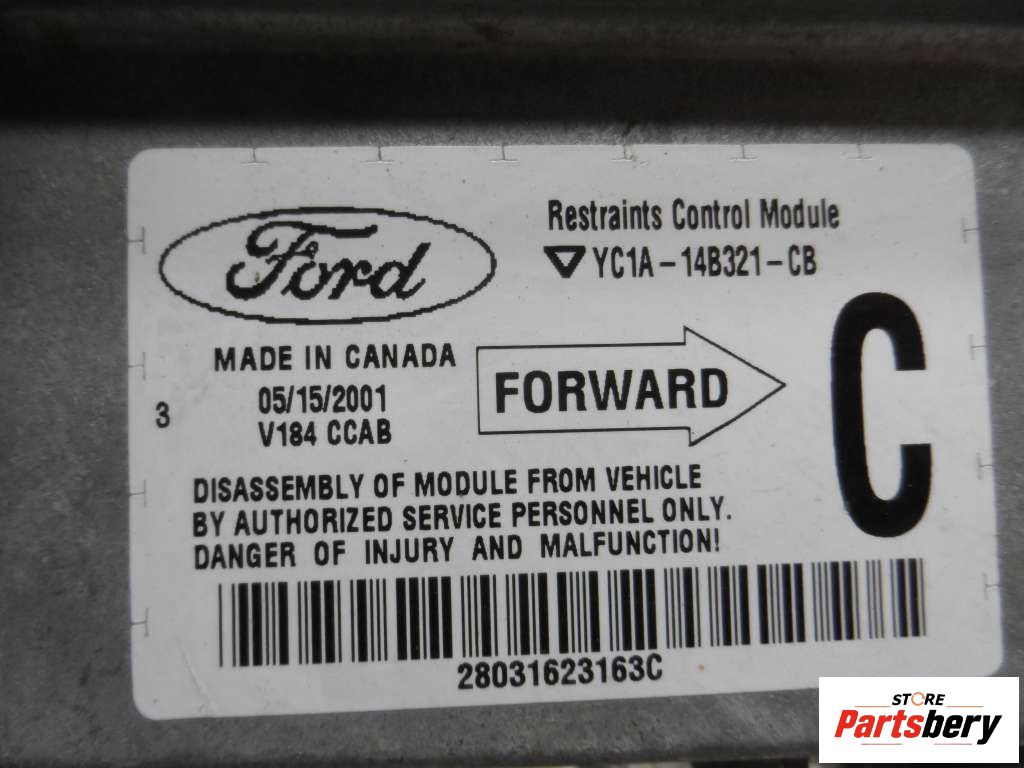 Ford
Restraints Control Module
YC1A-14B321-CB
MADE IN CANADA
05/15/2001
V184 CCAB
3
FORWARD
C
DISASSEMBLY OF MODULE FROM VEHICLE
BY AUTHORIZED SERVICE PERSONNEL ONLY.
DANGER OF INJURY AND MALFUNCTION!
28031623163C
STORE
Partsbery